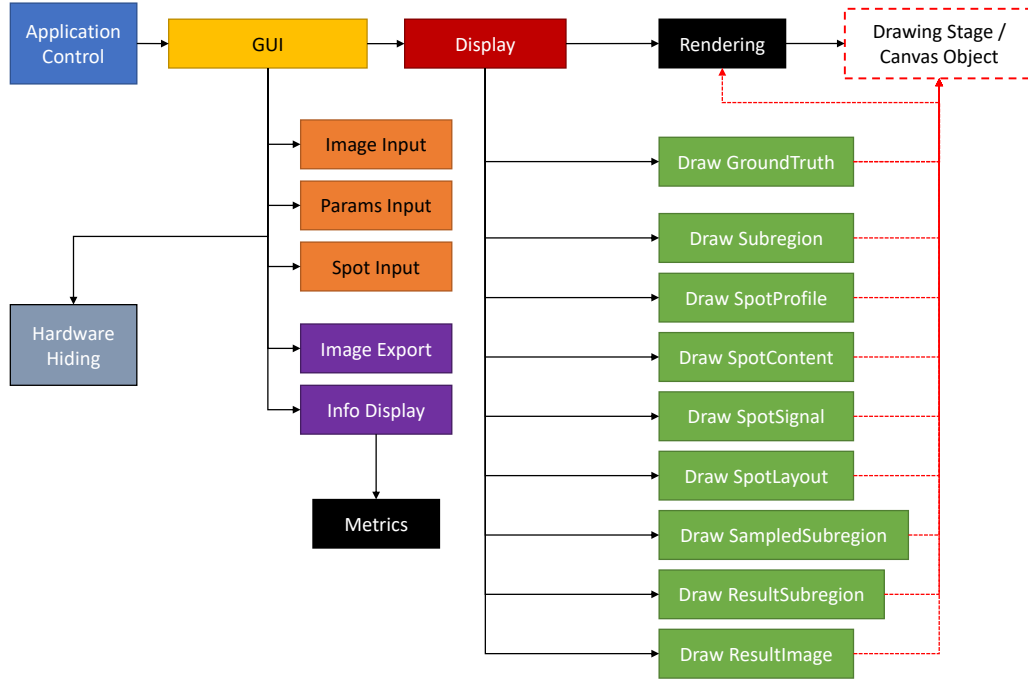 Application
Control
GUI
Display
Rendering
Drawing Stage /
Canvas Object
Image Input
Params Input
Spot Input
Hardware
Hiding
Image Export
Info Display
Metrics
Draw GroundTruth
Draw Subregion
Draw SpotProfile
Draw SpotContent
Draw SpotSignal
Draw SpotLayout
Draw SampledSubregion
Draw ResultSubregion
Draw ResultImage